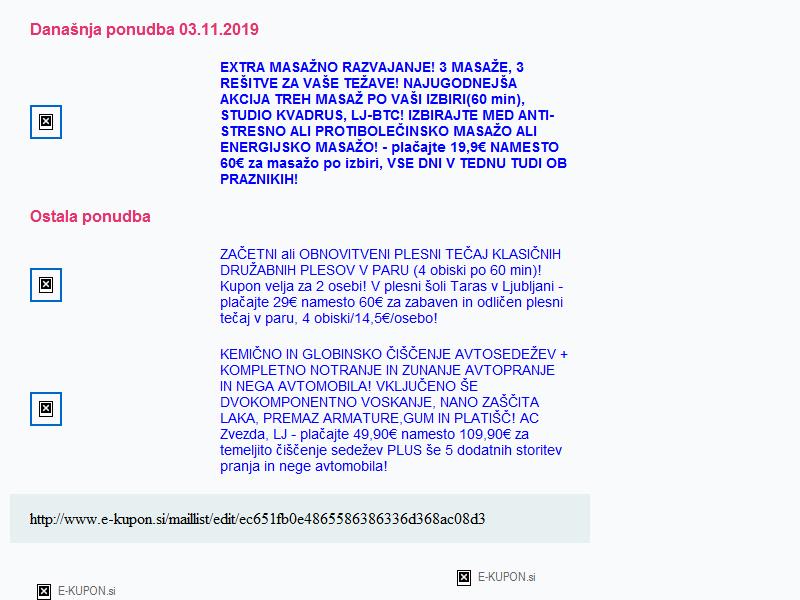 Današnja ponudba 03.11.2019
EXTRA MASAŽNO RAZVAJANJE! 3 MASAŽE, 3
REŠITVE ZA VAŠE TEŽAVE! NAJUGODNEJŠA
AKCIJA TREH MASAŽ PO VAŠI IZBIRI(60 min),
STUDIO KVADRUS, LJ-BTC! IZBIRAJTE MED ANTI-
STRESNO ALI PROTIBOLEČINSKO MASAŽO ALI
ENERGIJSKO MASAŽO! - plačajte 19,9€ NAMESTO
60€ za masažo po izbiri, VSE DNI V TEDNU TUDI OB
PRAZNIKIH!
Ostala ponudba
ZAČETNI ali OBNOVITVENI PLESNI TEČAJ KLASIČNIH
DRUŽABNIH PLESOV V PARU (4 obiski po 60 min)!
Kupon velja za 2 osebi! V plesni šoli Taras v Ljubljani -
plačajte 29€ namesto 60€ za zabaven in odličen plesni
tečaj v paru, 4 obiski/14,5€/osebo!
KEMIČNO IN GLOBINSKO ČIŠČENJE AVTOSEDEŽEV +
KOMPLETNO NOTRANJE IN ZUNANJE AVTOPRANJE
IN NEGA AVTOMOBILA! VKLJUČENO ŠE
DVOKOMPONENTNO VOSKANJE, NANO ZAŠČITA
LAKA, PREMAZ ARMATURE,GUM IN PLATIŠČ! AC
Zvezda, LJ - plačajte 49,90€ namesto 109,90€ za
temeljito čiščenje sedežev PLUS še 5 dodatnih storitev
pranja in nege avtomobila!
http://www.e-kupon.si/maillist/edit/ec651fb0e4865586386336d368ac08d3
E-KUPON.si
E-KUPON.si